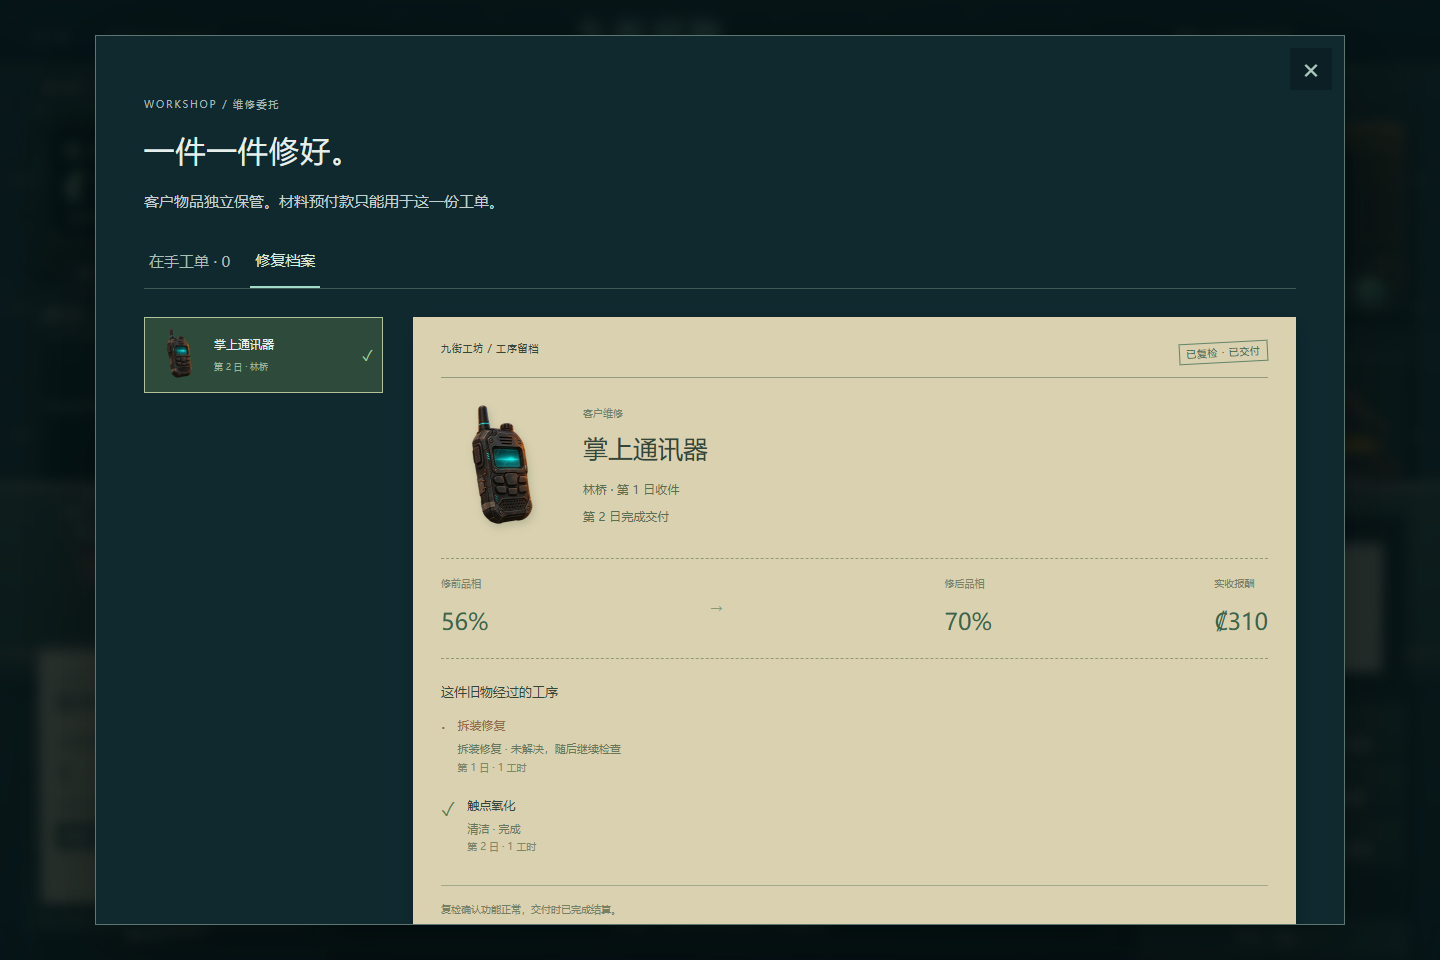 WORKSHOP / 维修委托
一件一件修好。
客户物品独立保管。材料预付款只能用于这一份工单。
在手工单 · 0
修复档案
掌上通讯器
第 2 日 · 林桥
九街工坊 / 工序留档
已复检 · 已交付
客户维修
掌上通讯器
林桥 · 第 1 日收件
第 2 日完成交付
修前品相
56%
→
修后品相
70%
实收报酬
₡310
这件旧物经过的工序
· 拆装修复
拆装修复 · 未解决，随后继续检查
第 1 日 · 1 工时
✓ 触点氧化
清洁 · 完成
第 2 日 · 1 工时
复检确认功能正常，交付时已完成结算。